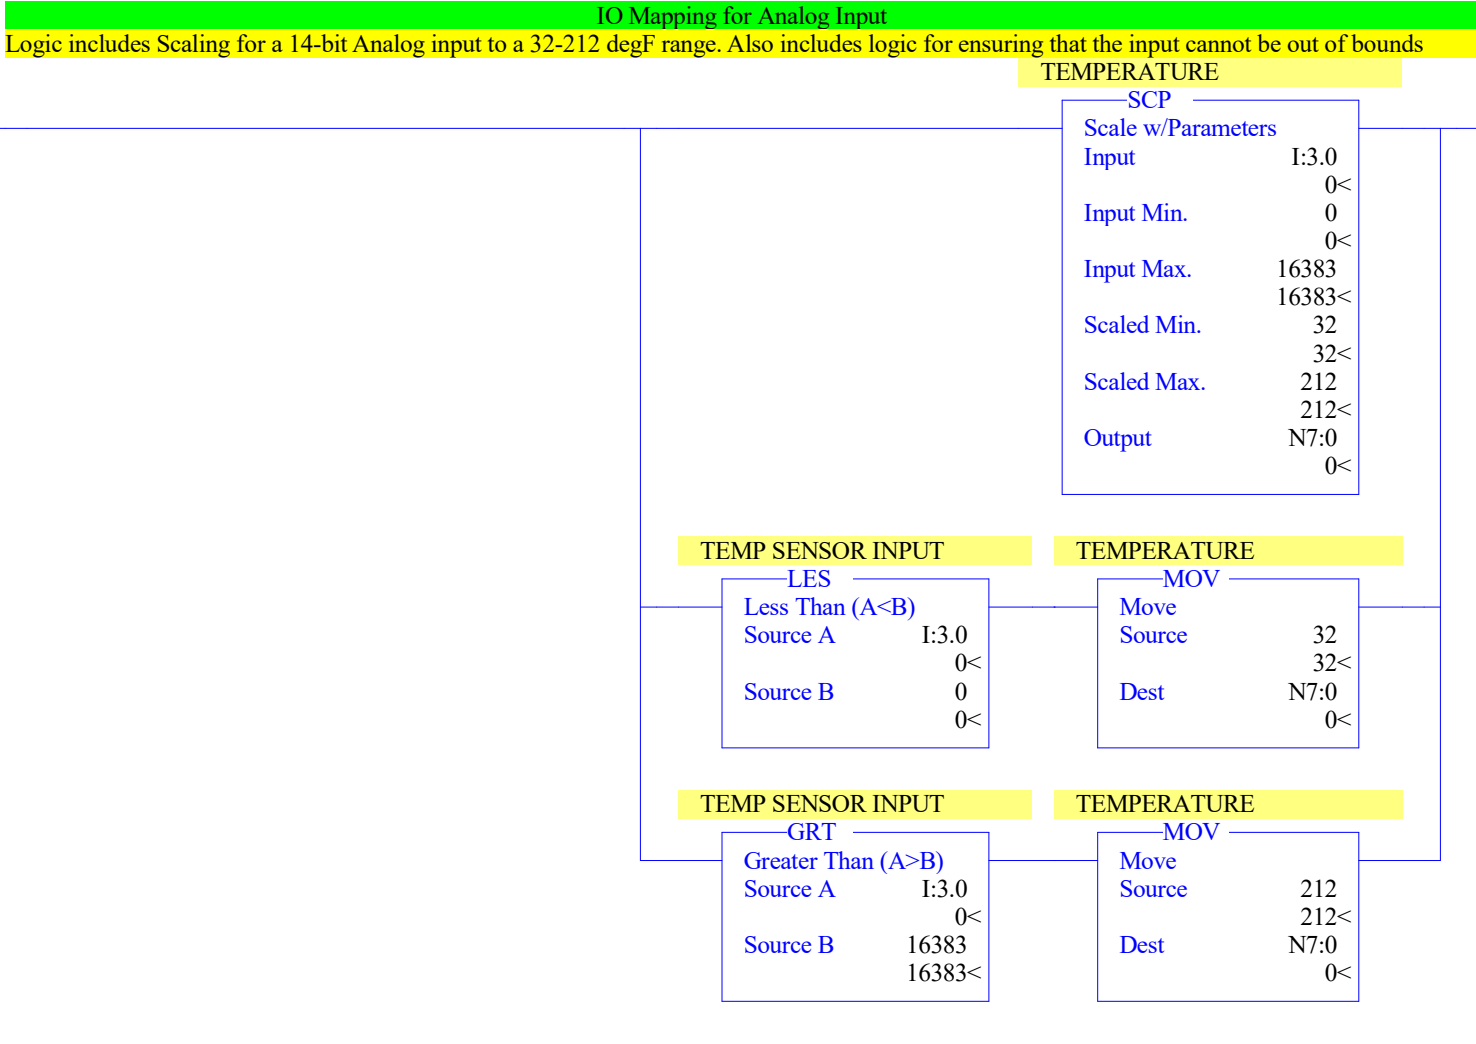 IO Mapping for Analog Input
Logic includes Scaling for a 14-bit Analog input to a 32-212 degF range. Also includes logic for ensuring that the input cannot be out of bounds
TEMPERATURE
SCP
Scale w/Parameters
Input I:3.0
0<
Input Min. 0
0<
Input Max. 16383
16383<
Scaled Min. 32
32<
Scaled Max. 212
212<
Output N7:0
0<
TEMP SENSOR INPUT
LES
Less Than (A<B)
Source A I:3.0
0<
Source B 0
0<
TEMPERATURE
MOV
Move
Source 32
32<
Dest N7:0
0<
TEMP SENSOR INPUT
GRT
Greater Than (A>B)
Source A I:3.0
0<
Source B 16383
16383<
TEMPERATURE
MOV
Move
Source 212
212<
Dest N7:0
0<